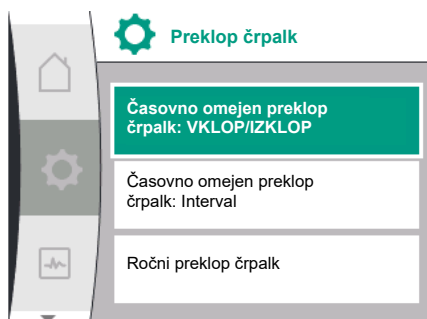 Preklop črpalk
Časovno omejen preklop
črpalk: VKLOP/IZKLOP
Časovno omejen preklop
črpalk: Interval
Ročni preklop črpalk